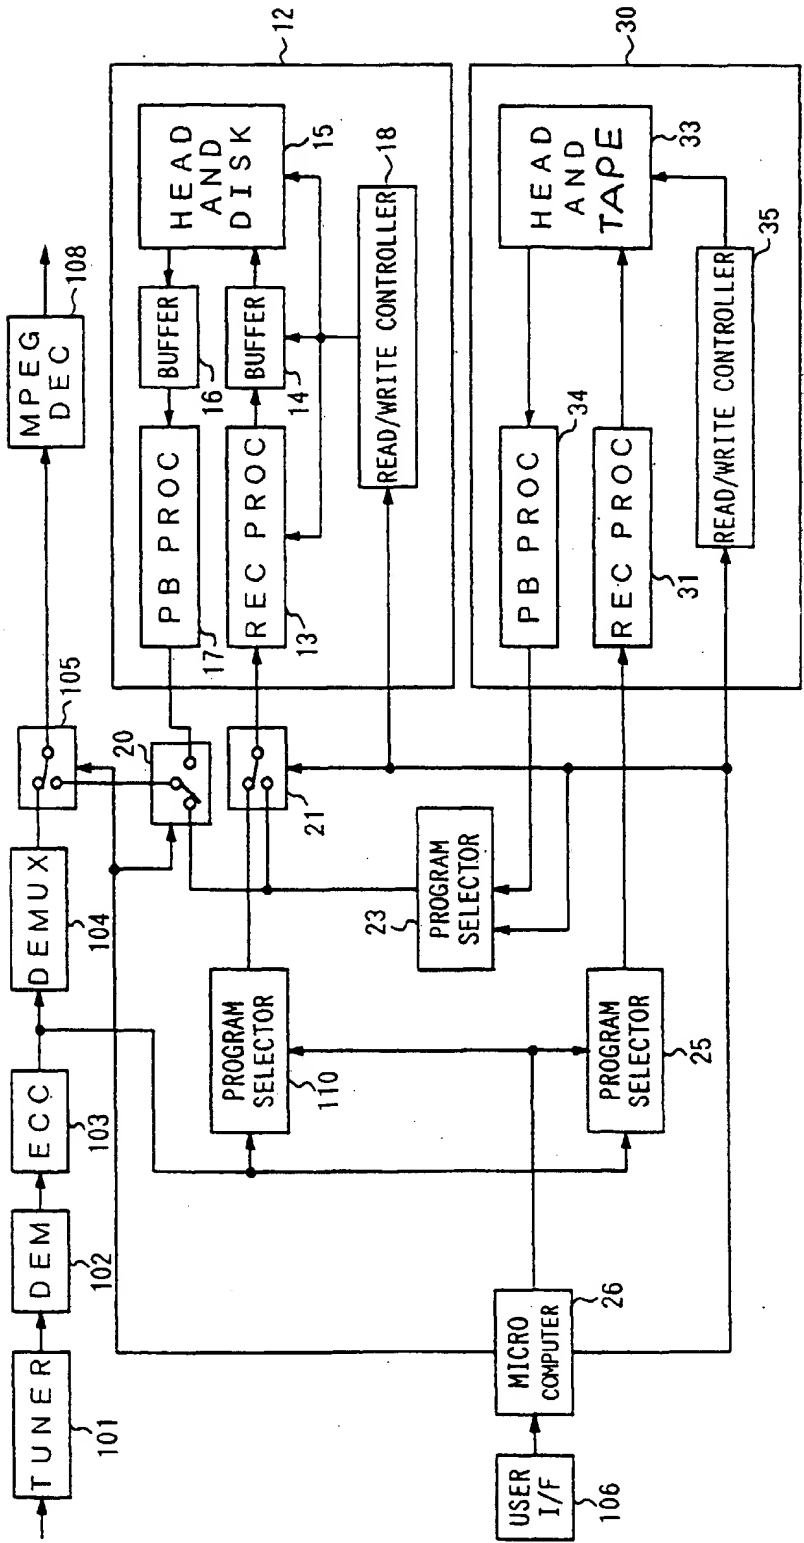 TUNER
101
DEM
102
ECC
103
DEMUX
104
105
MPEG
DEC
108
20
21
PROGRAM
SELECTOR
110
PROGRAM
SELECTOR
23
PROGRAM
SELECTOR
25
USER
I/F
106
MICRO
COMPUTER
26
12
PB PROC
17
BUFFER
16
HEAD
AND
DISK
15
REC PROC
13
BUFFER
14
READ/WRITE CONTROLLER
18
30
PB PROC
34
HEAD
AND
TAPE
33
REC PROC
31
READ/WRITE CONTROLLER
35